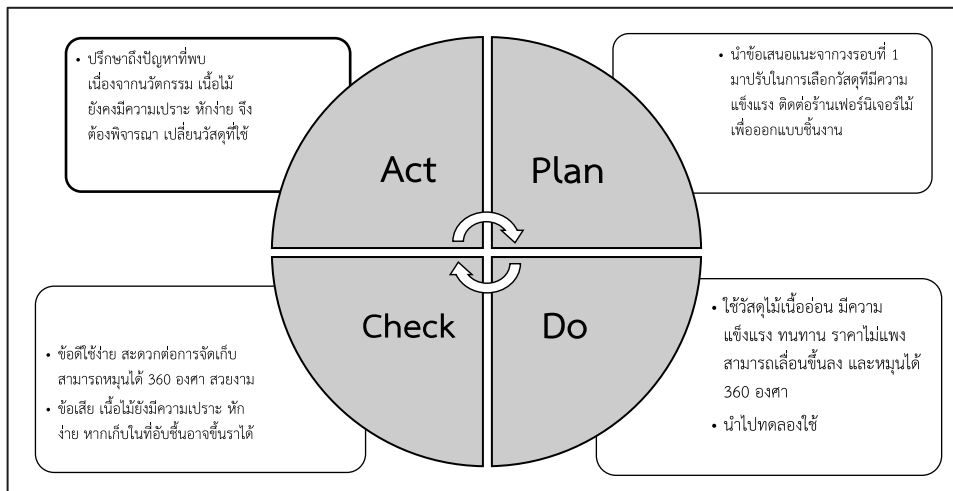 • ปรึกษาถึงปัญหาที่พบ
เนื่องจากนวัตกรรม เนื้อไม้
ยังคงมีความเปราะ หักง่าย จึง
ต้องพิจารณา เปลี่ยนวัสดุที่ใช้
• นำข้อเสนอแนะจากวงรอบที่ 1
มาปรับในการเลือกวัสดุทีมีความ
แข็งแรง ติดต่อร้านเฟอร์นิเจอร์ไม้
เพื่อออกแบบชิ้นงาน
Act
Plan
Check
Do
• ข้อดีใช้ง่าย สะดวกต่อการจัดเก็บ
สามารถหมุนได้ 360 องศา สวยงาม
• ข้อเสีย เนื้อไม้ยังมีความเปราะ หัก
ง่าย หากเก็บในที่อับชื้นอาจขึ้นราได้
• ใช้วัสดุไม้เนื้ออ่อน มีความ
แข็งแรง ทนทาน ราคาไม่แพง
สามารถเลื่อนขึ้นลง และหมุนได้
360 องศา
• นำไปทดลองใช้